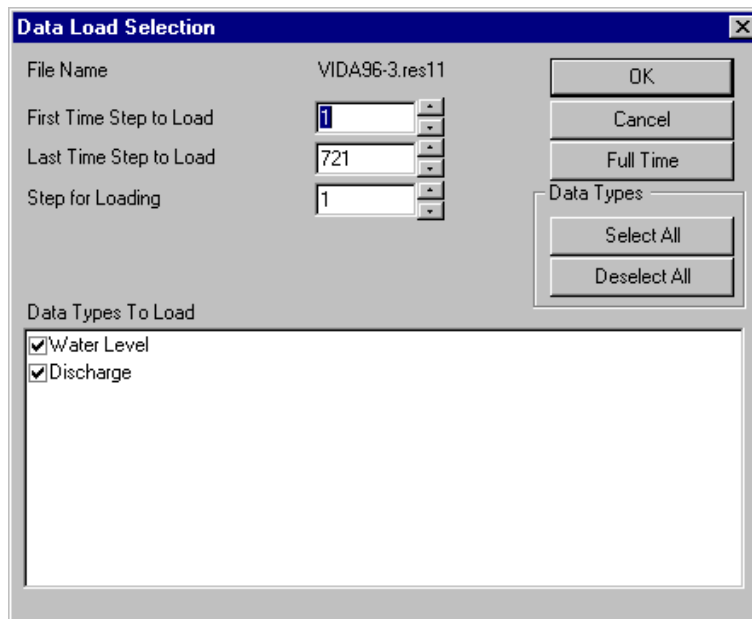 Data Load Selection
File Name VIDA96-3.res11
OK
First Time Step to Load 1
Cancel
Last Time Step to Load 721
Full Time
Step for Loading 1
Data Types
Select All
Deselect All
Data Types To Load
Water Level
Discharge